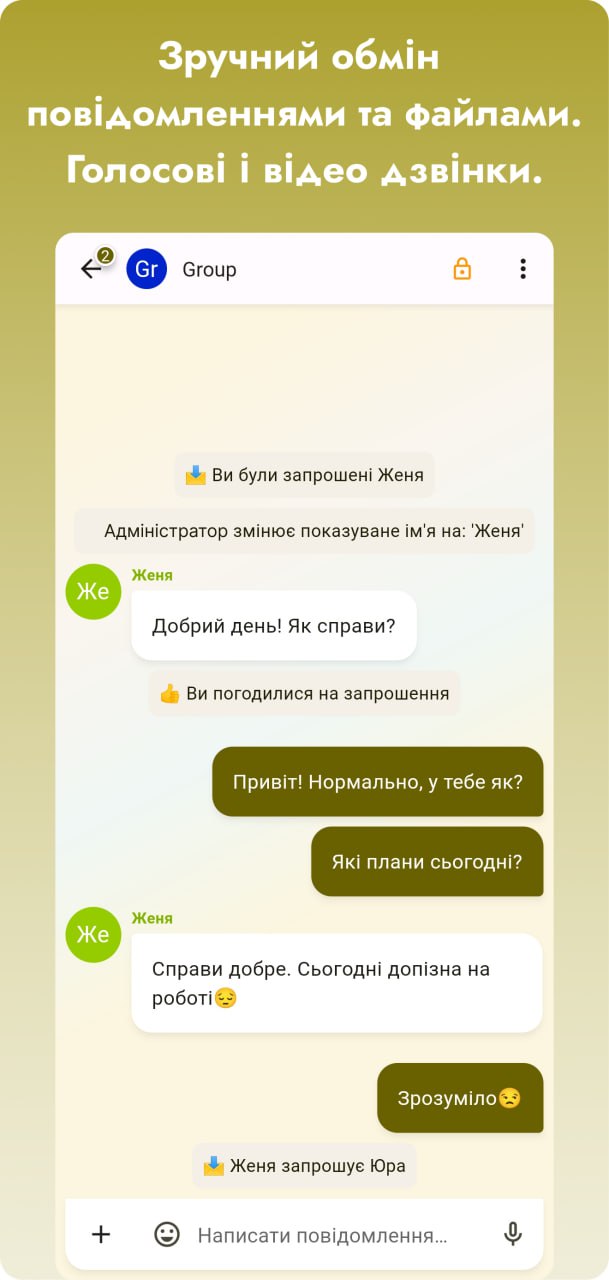 Зручний обмін
повідомленнями та файлами.
Голосові і відео дзвінки.
2
Gr Group
📩 Ви були запрошені Женя
Адміністратор змінює показуване ім'я на: 'Женя'
Женя
Же
Добрий день! Як справи?
👍 Ви погодилися на запрошення
Привіт! Нормально, у тебе як?
Які плани сьогодні?
Женя
Же
Справи добре. Сьогодні допізна на
роботі😔
Зрозуміло😒
📩 Женя запрошує Юра
Написати повідомлення...